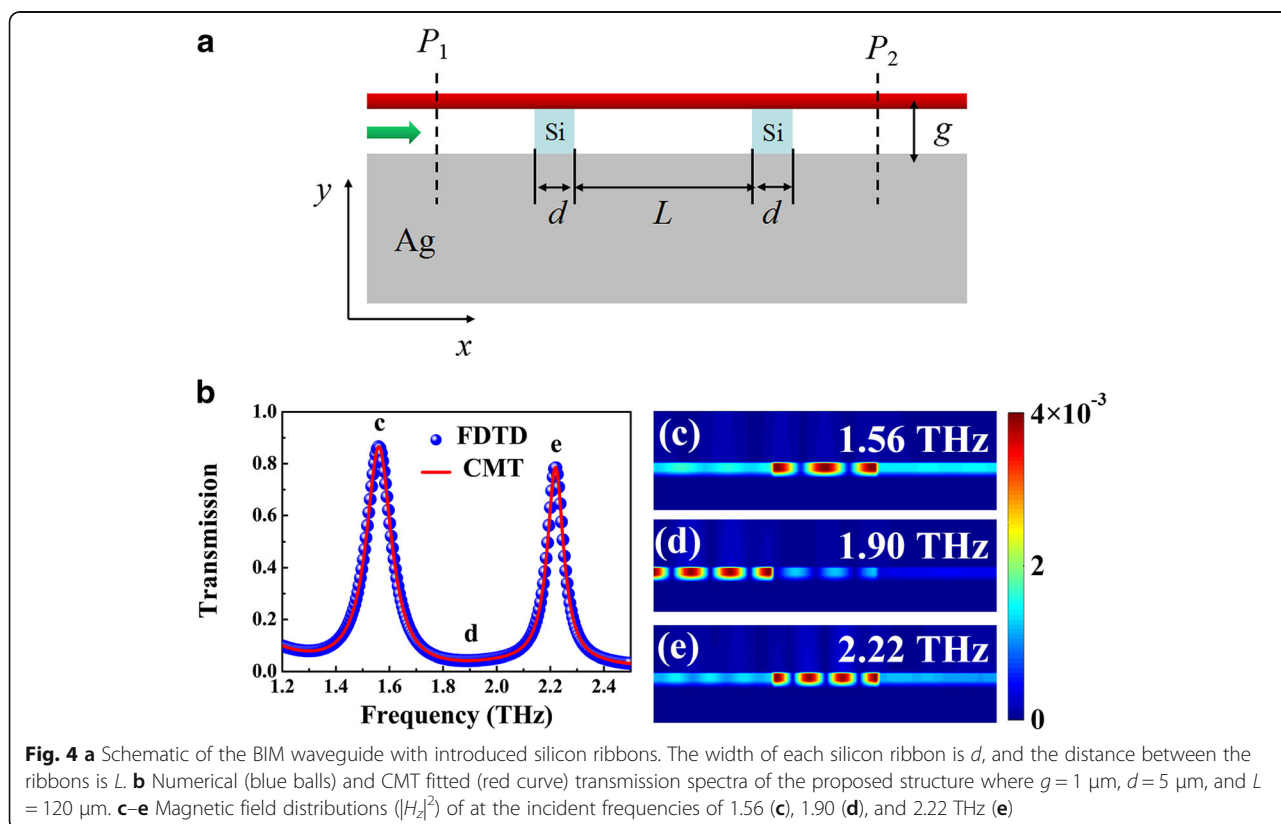 a
P1
P2
Si
Si
g
y
d
L
d
Ag
x
b
1.0
0.8
0.6
0.4
0.2
0.0
Transmission
c
e
d
FDTD
CMT
1.2
1.4
1.6
1.8
2.0
2.2
2.4
Frequency (THz)
(c)
1.56 THz
(d)
1.90 THz
(e)
2.22 THz
4×10⁻³
2
0
Fig. 4 a Schematic of the BIM waveguide with introduced silicon ribbons. The width of each silicon ribbon is d, and the distance between the
ribbons is L. b Numerical (blue balls) and CMT fitted (red curve) transmission spectra of the proposed structure where g = 1 μm, d = 5 μm, and L
= 120 μm. c–e Magnetic field distributions (|Hz|²) of at the incident frequencies of 1.56 (c), 1.90 (d), and 2.22 THz (e)